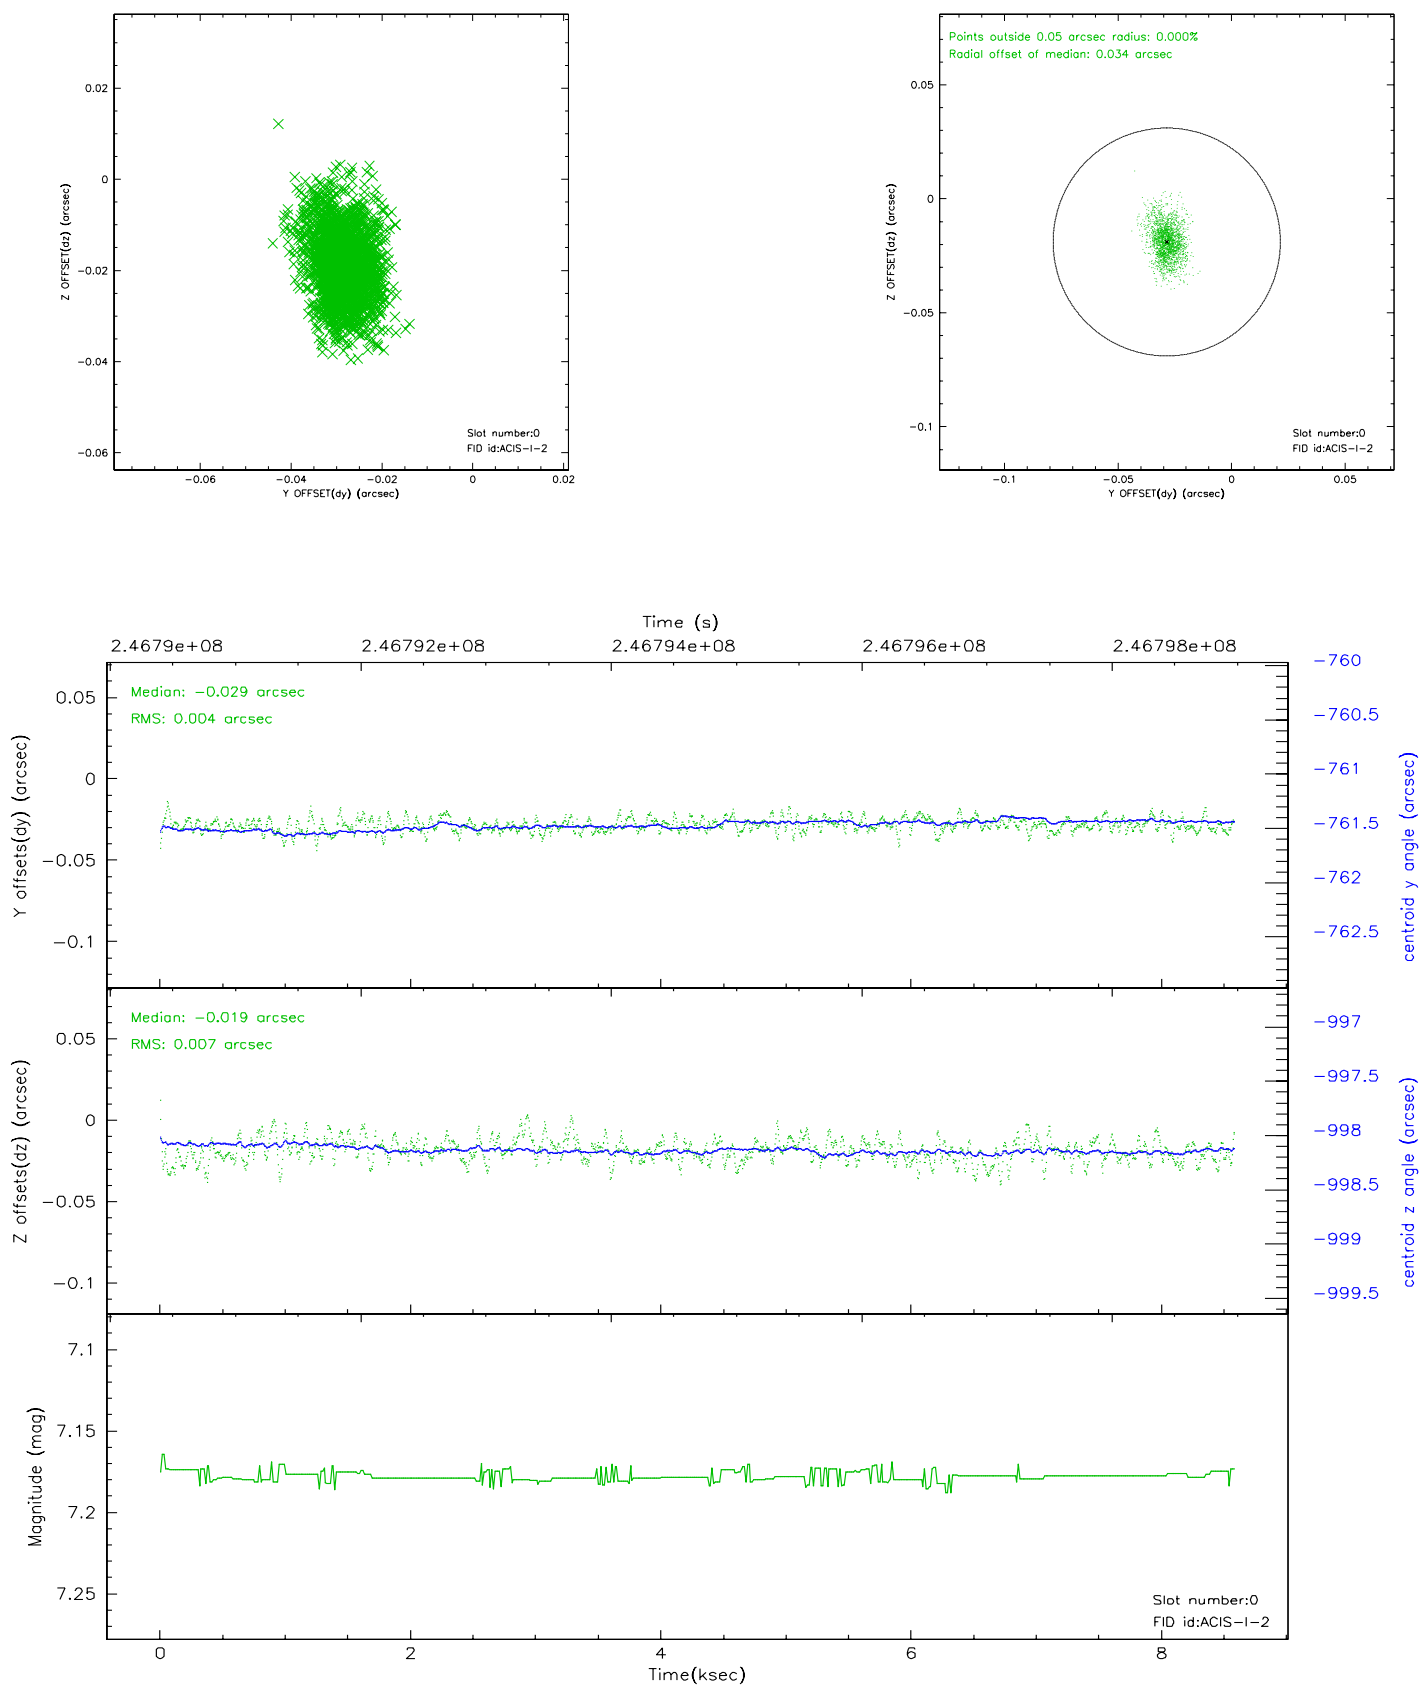 0.02
0
−0.02
−0.04
−0.06
Z OFFSET(dz) (arcsec)
Slot number:0
FID id:ACIS−I−2
−0.06 −0.04 −0.02 0 0.02
Y OFFSET(dy) (arcsec)
Points outside 0.05 arcsec radius: 0.000%
Radial offset of median: 0.034 arcsec
0.05
0
−0.05
−0.1
Z OFFSET(dz) (arcsec)
Slot number:0
FID id:ACIS−I−2
−0.1 −0.05 0 0.05
Y OFFSET(dy) (arcsec)
Time (s)
2.4679e+08 2.46792e+08 2.46794e+08 2.46796e+08 2.46798e+08
Median: −0.029 arcsec
RMS: 0.004 arcsec
0.05
0
−0.05
−0.1
Y offsets(dy) (arcsec)
−760
−760.5
−761
−761.5
−762
−762.5
centroid y angle (arcsec)
Median: −0.019 arcsec
RMS: 0.007 arcsec
0.05
0
−0.05
−0.1
Z offsets(dz) (arcsec)
−997
−997.5
−998
−998.5
−999
−999.5
centroid z angle (arcsec)
7.1
7.15
7.2
7.25
Magnitude (mag)
Slot number:0
FID id:ACIS−I−2
0 2 4 6 8
Time(ksec)